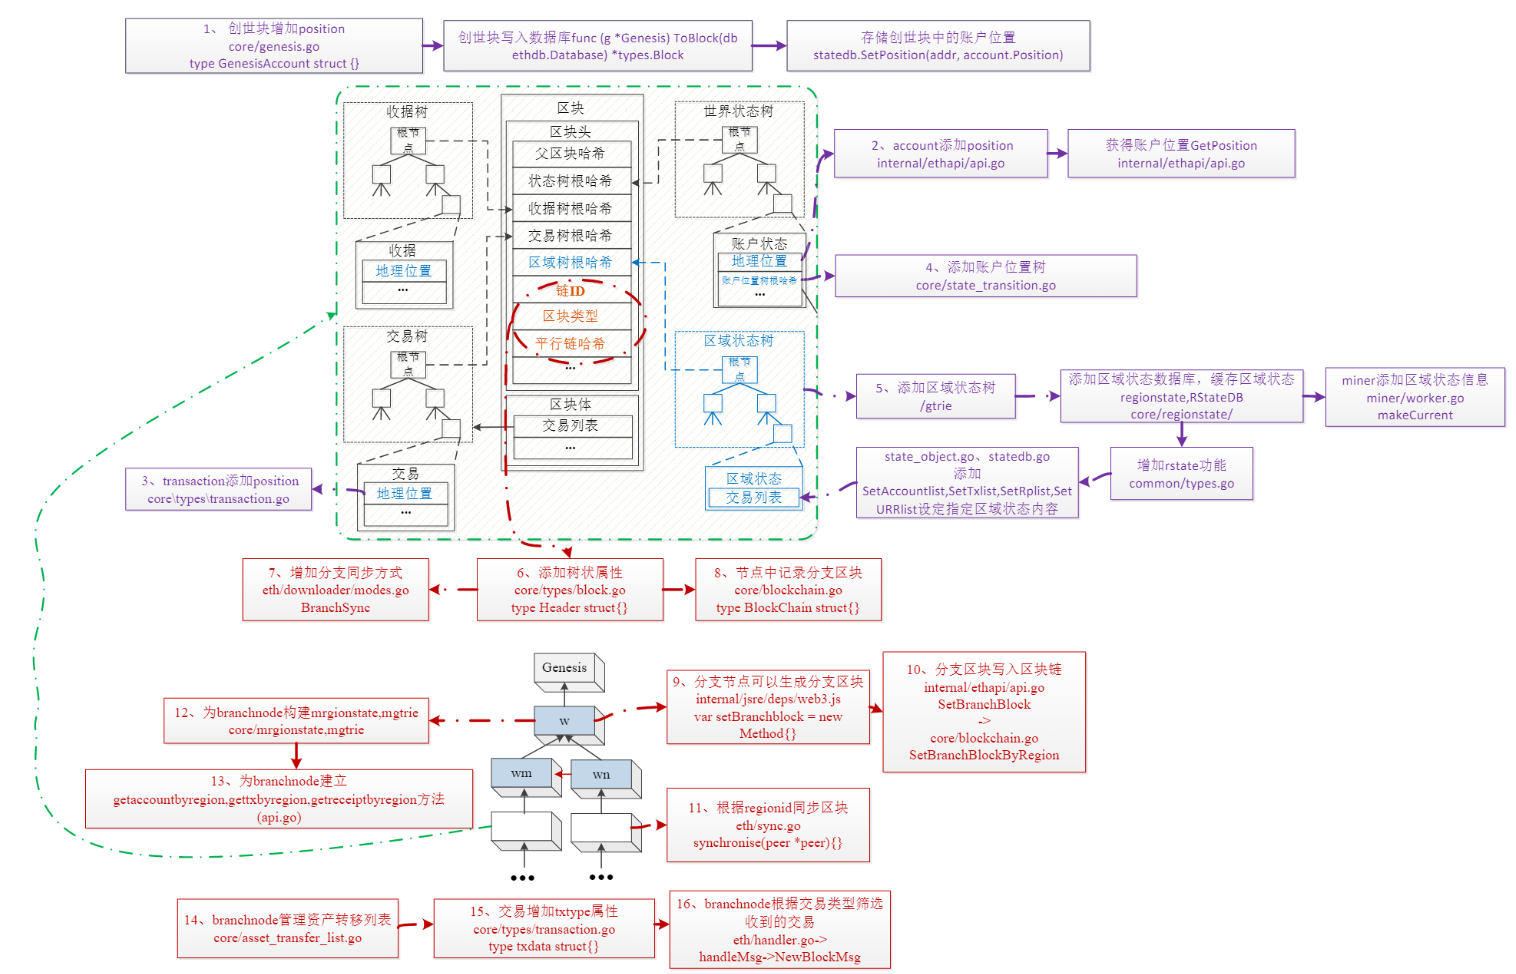 1、 创世块增加position
core/genesis.go
type GenesisAccount struct {}
创世块写入数据库func (g *Genesis) ToBlock(db
ethdb.Database) *types.Block
存储创世块中的账户位置
statedb.SetPosition(addr, account.Position)
收据树
根节
点
收据
地理位置
...
交易树
根节
点
交易
地理位置
...
区块
区块头
父区块哈希
状态树根哈希
收据树根哈希
交易树根哈希
区域树根哈希
链ID
区块类型
平行链哈希
...
区块体
交易列表
...
世界状态树
根节
点
账户状态
地理位置
账户位置树根哈希
...
区域状态树
根节
点
区域状态
交易列表
2、account添加position
internal/ethapi/api.go
获得账户位置GetPosition
internal/ethapi/api.go
4、添加账户位置树
core/state_transition.go
5、添加区域状态树
/gtrie
添加区域状态数据库，缓存区域状态
regionstate,RStateDB
core/regionstate/
miner添加区域状态信息
miner/worker.go
makeCurrent
state_object.go、statedb.go
添加
SetAccountlist,SetTxlist,SetRplist,Set
URRlist设定指定区域状态内容
增加rstate功能
common/types.go
3、transaction添加position
core\types\transaction.go
7、增加分支同步方式
eth/downloader/modes.go
BranchSync
6、添加树状属性
core/types/block.go
type Header struct{}
8、节点中记录分支区块
core/blockchain.go
type BlockChain struct{}
Genesis
w
wm
wn
...
...
9、分支节点可以生成分支区块
internal/jsre/deps/web3.js
var setBranchblock = new
Method{}
10、分支区块写入区块链
internal/ethapi/api.go
SetBranchBlock
->
core/blockchain.go
SetBranchBlockByRegion
12、为branchnode构建mrgionstate,mgtrie
core/mrgionstate,mgtrie
13、为branchnode建立
getaccountbyregion,gettxbyregion,getreceiptbyregion方法
(api.go)
11、根据regionid同步区块
eth/sync.go
synchronise(peer *peer){}
14、branchnode管理资产转移列表
core/asset_transfer_list.go
15、交易增加txtype属性
core/types/transaction.go
type txdata struct{}
16、branchnode根据交易类型筛选
收到的交易
eth/handler.go->
handleMsg->NewBlockMsg